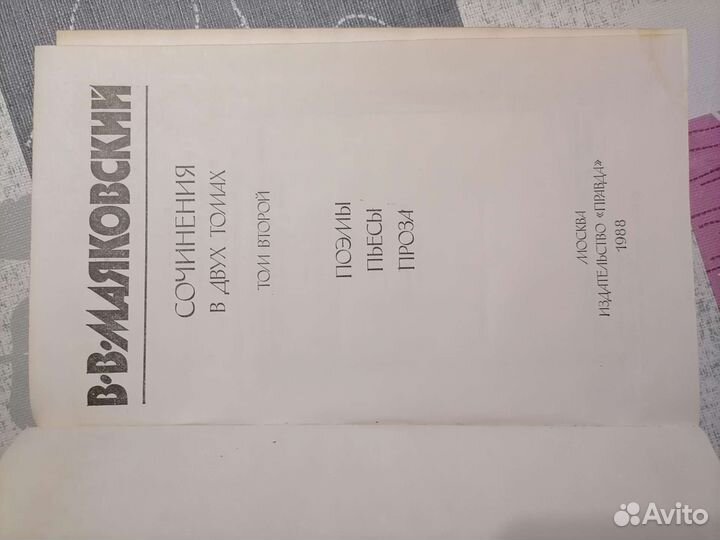 В·В·МАЯКОВСКИЙ
СОЧИНЕНИЯ
В ДВУХ ТОМАХ
ТОМ ВТОРОЙ
ПОЭМЫ
ПЬЕСЫ
ПРОЗА
МОСКВА
ИЗДАТЕЛЬСТВО «ПРАВДА»
1988
Avito